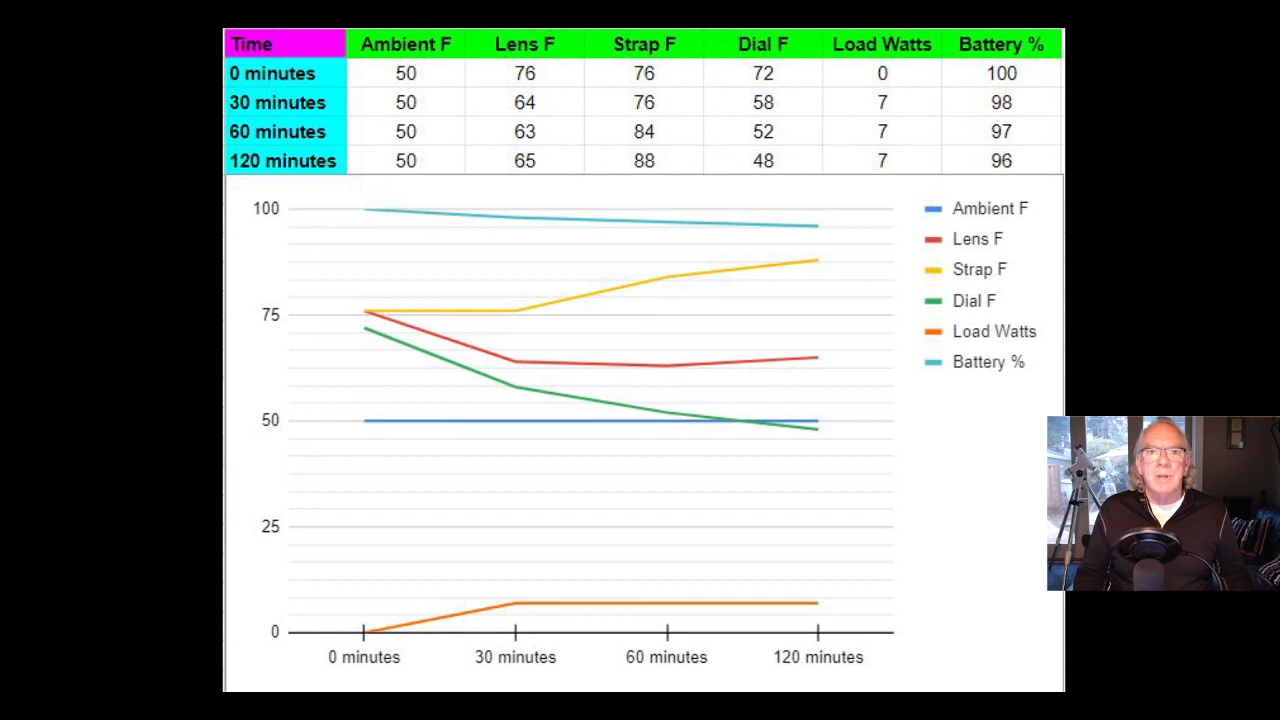 Time Ambient F Lens F Strap F Dial F Load Watts Battery %
0 minutes 50 76 76 72 0 100
30 minutes 50 64 76 58 7 98
60 minutes 50 63 84 52 7 97
120 minutes 50 65 88 48 7 96
100
75
50
25
0
0 minutes 30 minutes 60 minutes 120 minutes
Ambient F
Lens F
Strap F
Dial F
Load Watts
Battery %